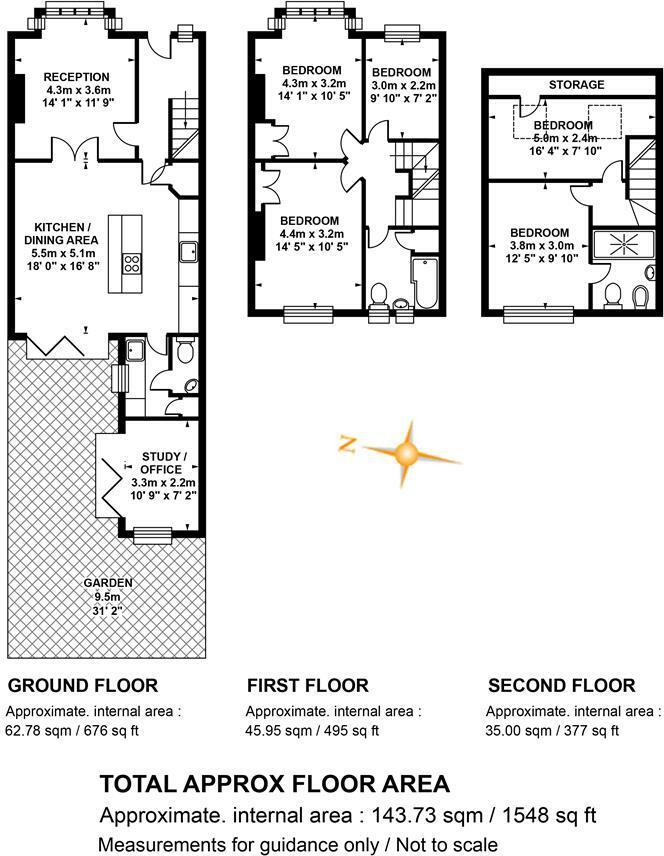 RECEPTION
4.3m x 3.6m
14' 1" x 11' 9"
KITCHEN /
DINING AREA
5.5m x 5.1m
18' 0" x 16' 8"
STUDY /
OFFICE
3.3m x 2.2m
10' 9" x 7' 2"
GARDEN
9.5m
31' 2"
BEDROOM
4.3m x 3.2m
14' 1" x 10' 5"
BEDROOM
3.0m x 2.2m
9' 10" x 7' 2"
BEDROOM
4.4m x 3.2m
14' 5" x 10' 5"
STORAGE
BEDROOM
5.0m x 2.4m
16' 4" x 7' 10"
BEDROOM
3.8m x 3.0m
12' 5" x 9' 10"
N
GROUND FLOOR
Approximate. internal area :
62.78 sqm / 676 sq ft
FIRST FLOOR
Approximate. internal area :
45.95 sqm / 495 sq ft
SECOND FLOOR
Approximate. internal area :
35.00 sqm / 377 sq ft
TOTAL APPROX FLOOR AREA
Approximate. internal area : 143.73 sqm / 1548 sq ft
Measurements for guidance only / Not to scale